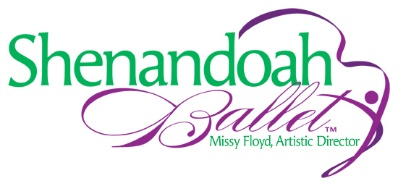 Shenandoah
Ballet™
Missy Floyd, Artistic Director